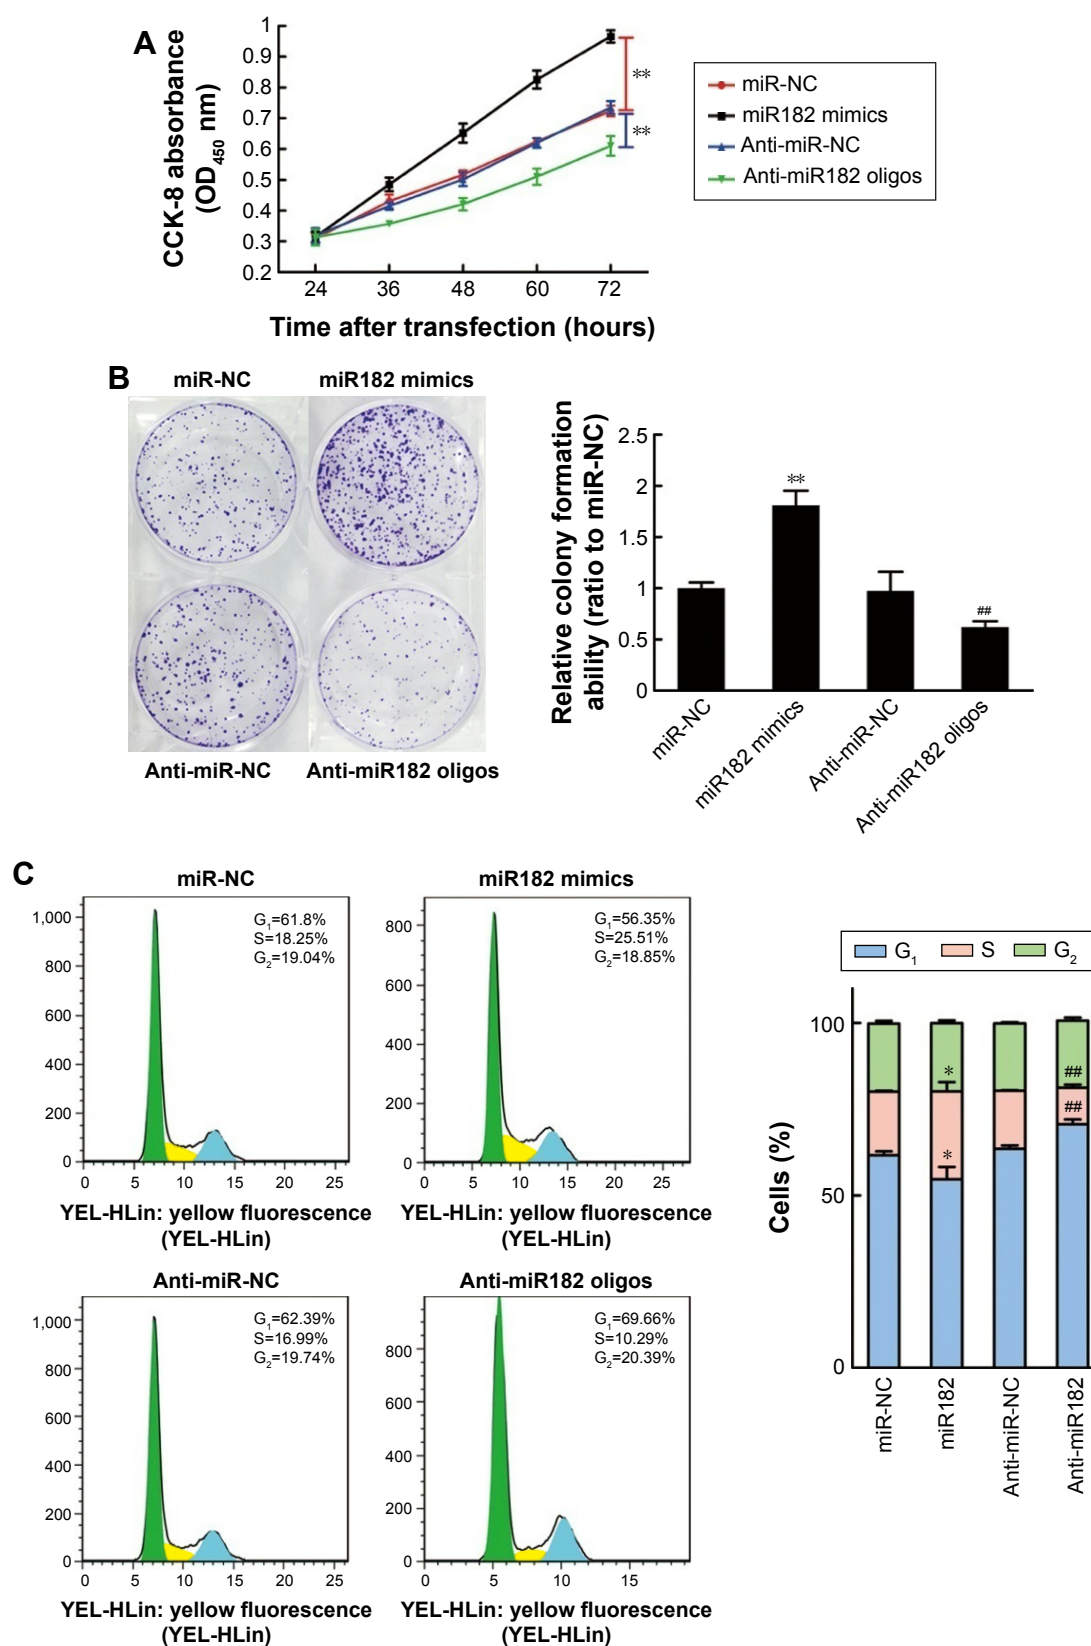 A
CCK-8 absorbance
(OD450 nm)
1
0.9
0.8
0.7
0.6
0.5
0.4
0.3
0.2
24 36 48 60 72
Time after transfection (hours)
**
**
miR-NC
miR182 mimics
Anti-miR-NC
Anti-miR182 oligos
B
miR-NC miR182 mimics
Anti-miR-NC Anti-miR182 oligos
Relative colony formation
ability (ratio to miR-NC)
2.5
2
1.5
1
0.5
0
**
##
miR-NC
miR182 mimics
Anti-miR-NC
Anti-miR182 oligos
C
miR-NC
1,000
800
600
400
200
0
G1=61.8%
S=18.25%
G2=19.04%
0 5 10 15 20 25
YEL-HLin: yellow fluorescence
(YEL-HLin)
miR182 mimics
800
600
400
200
0
G1=56.35%
S=25.51%
G2=18.85%
0 5 10 15 20 25
YEL-HLin: yellow fluorescence
(YEL-HLin)
Anti-miR-NC
1,000
800
600
400
200
0
G1=62.39%
S=16.99%
G2=19.74%
0 5 10 15 20 25
YEL-HLin: yellow fluorescence
(YEL-HLin)
Anti-miR182 oligos
800
600
400
200
0
G1=69.66%
S=10.29%
G2=20.39%
0 5 10 15
YEL-HLin: yellow fluorescence
(YEL-HLin)
G1 S G2
Cells (%)
100
50
0
*
*
##
##
miR-NC
miR182
Anti-miR-NC
Anti-miR182